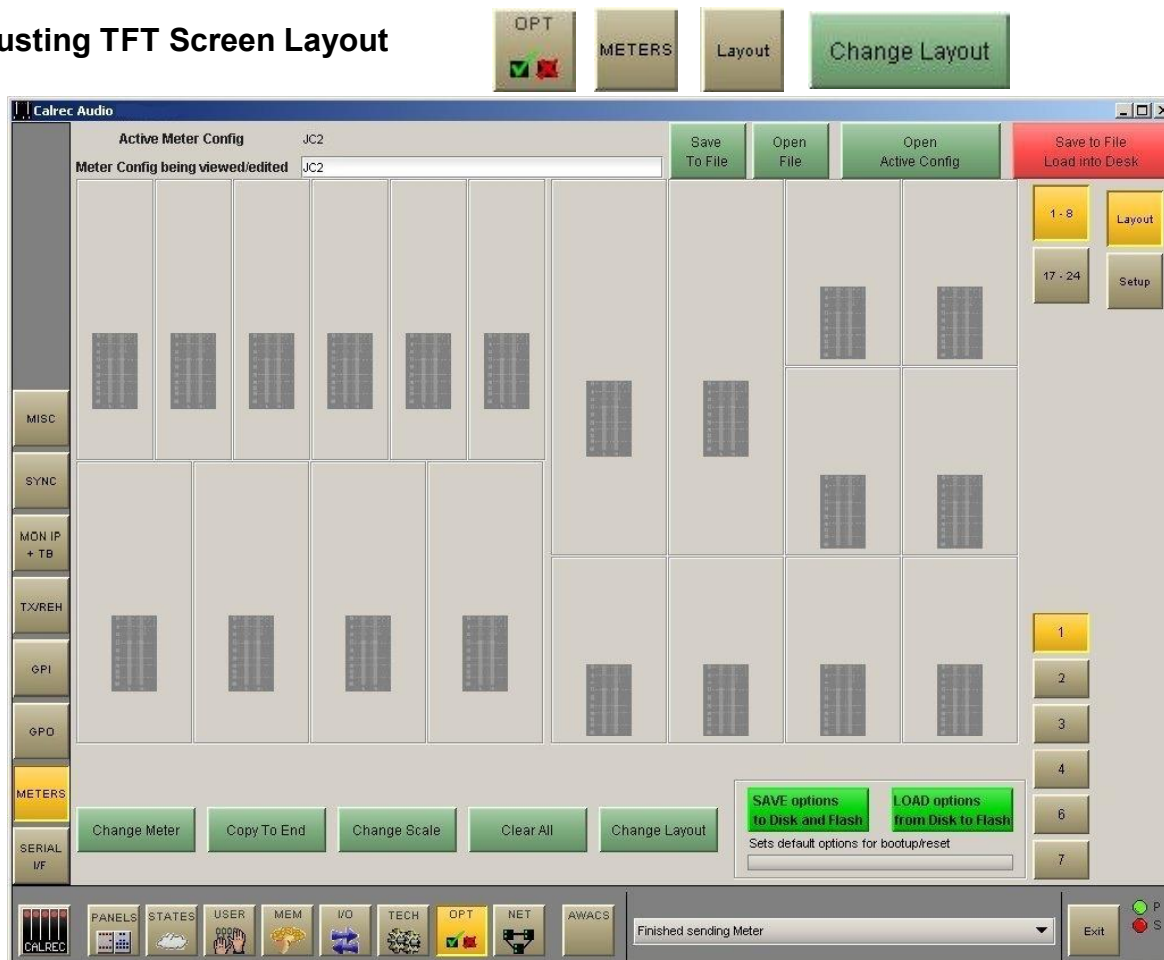 usting TFT Screen Layout
OPT
METERS
Layout
Change Layout
Calrec Audio
Active Meter Config
JC2
Meter Config being viewed/edited
JC2
Save
To File
Open
File
Open
Active Config
Save to File
Load into Desk
1 - 8
Layout
17 - 24
Setup
MISC
SYNC
MON IP
+ TB
TX/REH
GPI
GPO
METERS
SERIAL
I/F
1
2
3
4
6
7
Change Meter
Copy To End
Change Scale
Clear All
Change Layout
SAVE options
to Disk and Flash
LOAD options
from Disk to Flash
Sets default options for bootup/reset
CALREC
PANELS
STATES
USER
MEM
I/O
TECH
OPT
NET
AWACS
Finished sending Meter
Exit
P
S